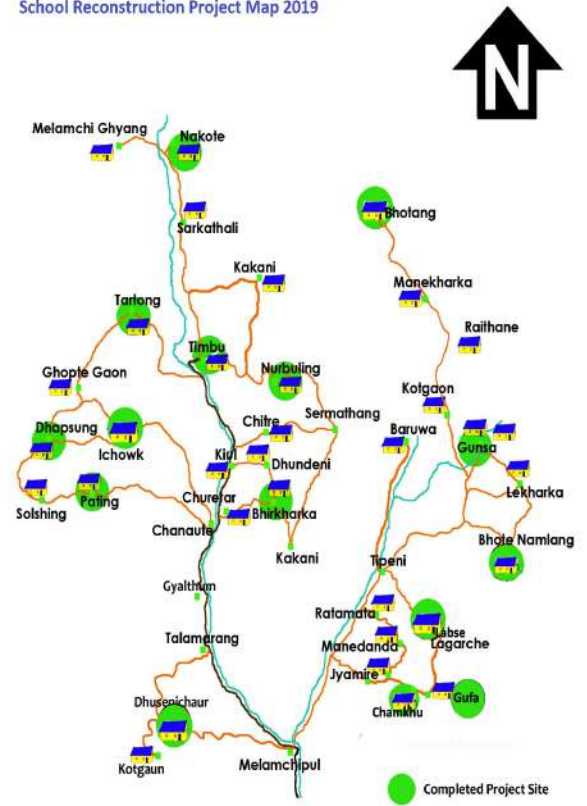 School Reconstruction Project Map 2019
N
Melamchi Ghyang
Nakote
Bhotang
Sarkathali
Kakani
Manekharka
Tartong
Raithane
Timbu
Ghopte Gaon
Nurbuling
Kotgaon
Dhapsung
Chitre
Sermathang
Baruwa
Gunsa
Ichowk
Kiul
Dhundeni
Lekharka
Solshing
Pating
Churetar
Bhirkharka
Chanaute
Bhote Namlang
Kakani
Tipeni
Gyalthum
Ratamata
Talamarang
Labse
Manedanda
Lagarche
Jyamire
Dhusenichaur
Chamkhu
Gufa
Kotgaun
Melamchipul
Completed Project Site